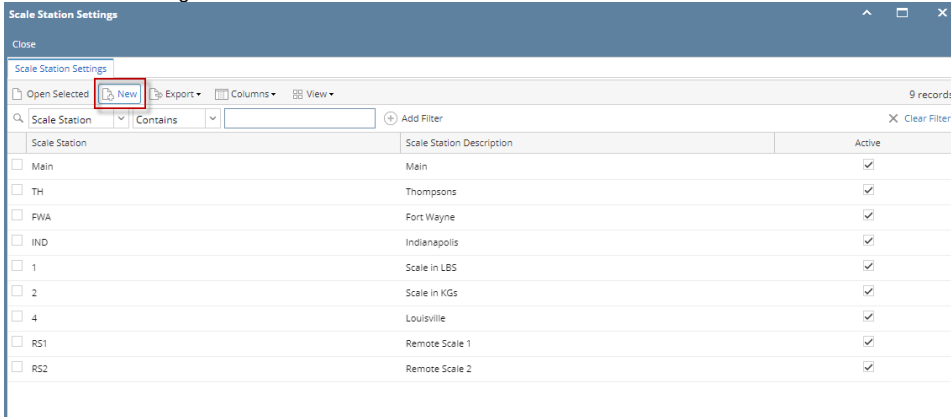 Scale Station Settings
Close
Scale Station Settings
Open Selected New Export Columns View 9 records
Scale Station Contains Add Filter Clear Filter
Scale Station Scale Station Description Active
Main Main
TH Thompsons
FWA Fort Wayne
IND Indianapolis
1 Scale in LBS
2 Scale in KGs
4 Louisville
RS1 Remote Scale 1
RS2 Remote Scale 2